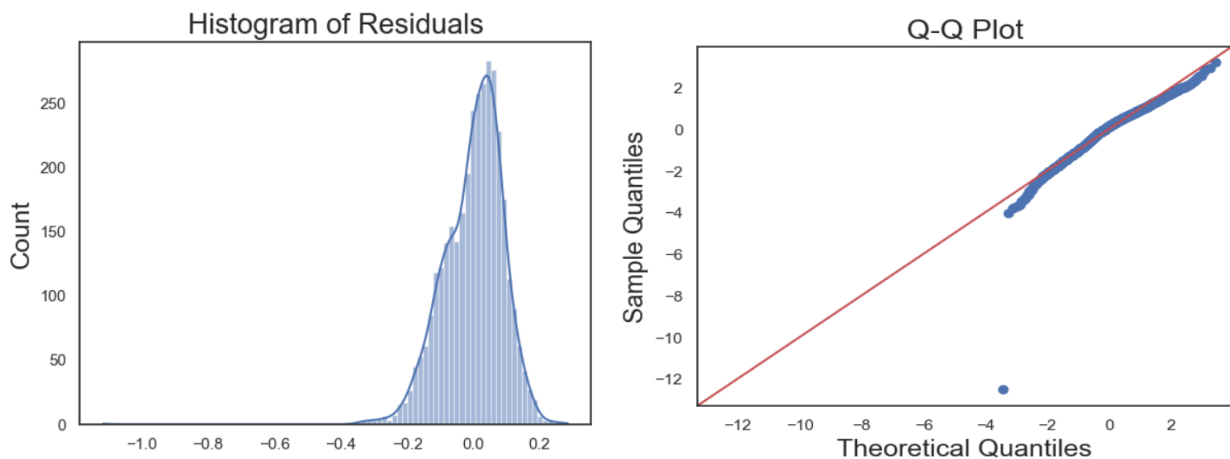 Histogram of Residuals
Count
250
200
150
100
50
0
−1.0 −0.8 −0.6 −0.4 −0.2 0.0 0.2
Q-Q Plot
Sample Quantiles
2
0
−2
−4
−6
−8
−10
−12
−12 −10 −8 −6 −4 −2 0 2
Theoretical Quantiles